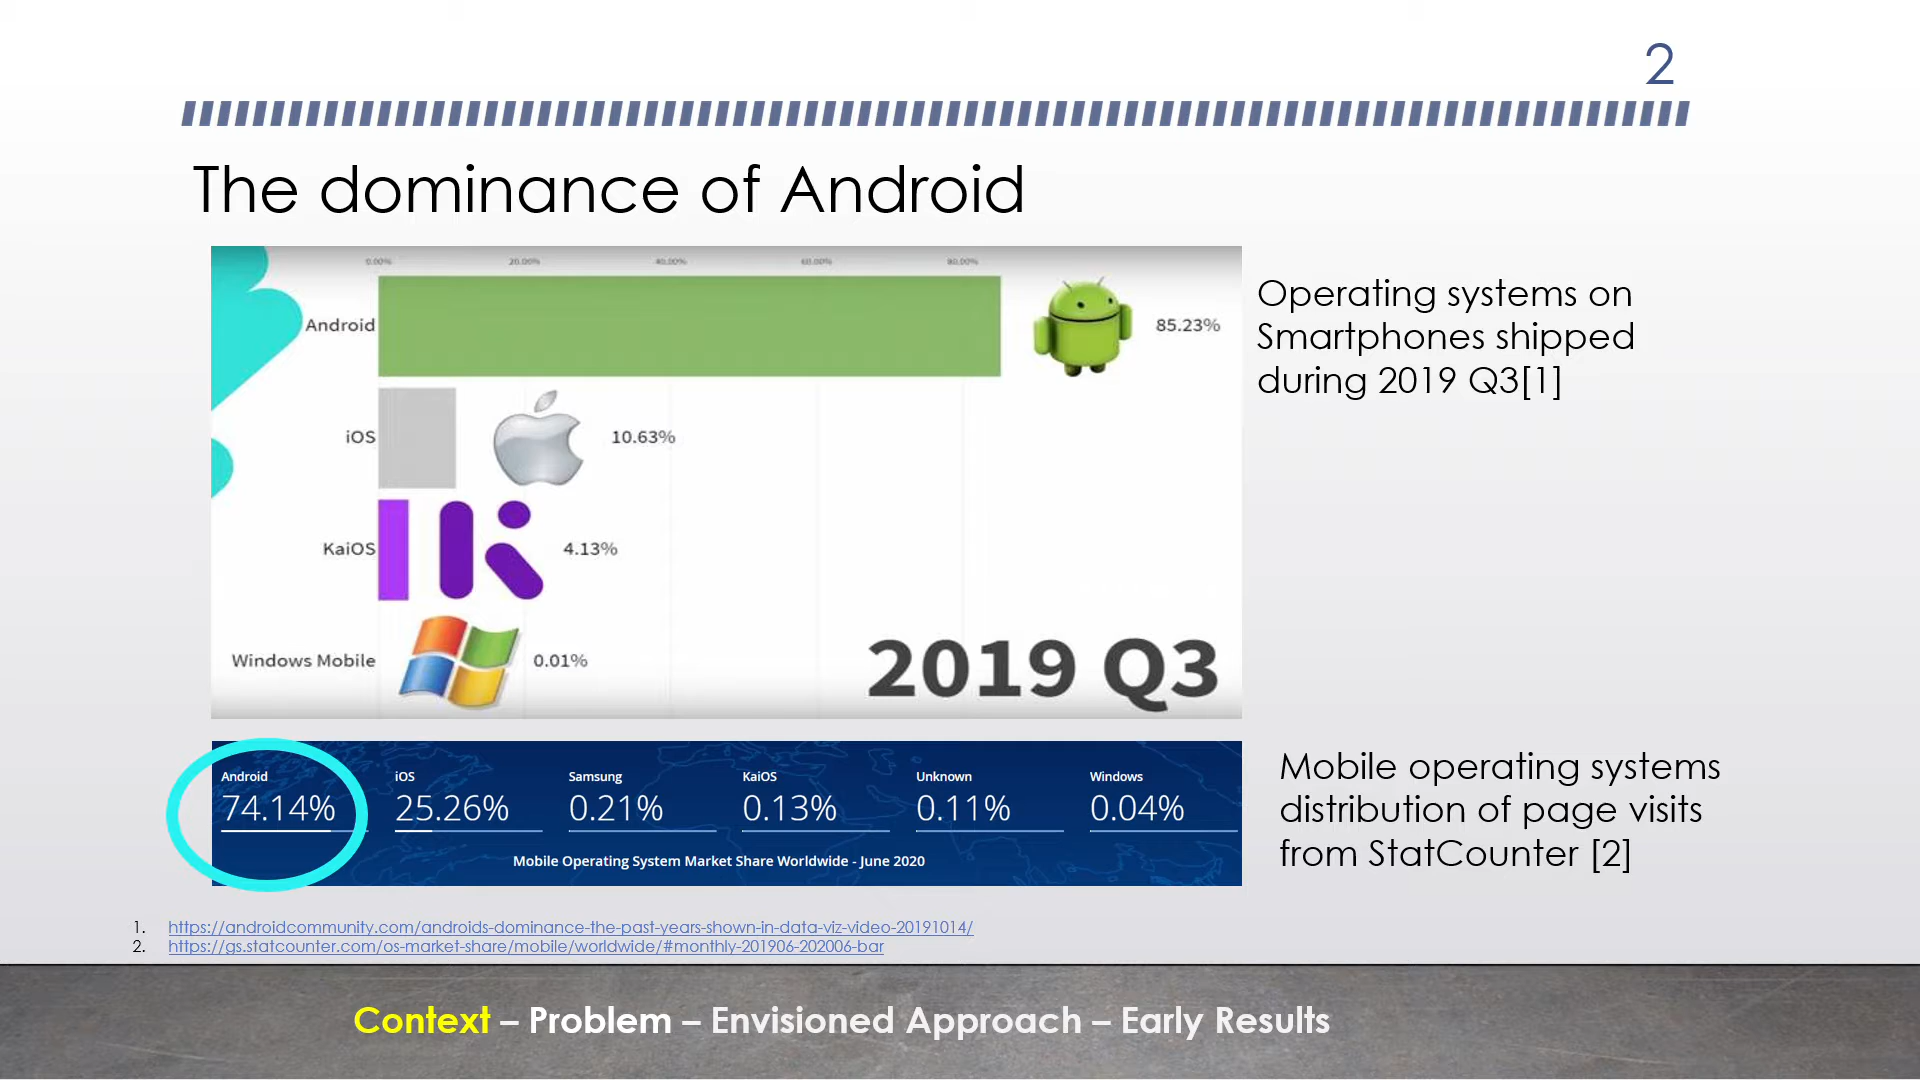 2
The dominance of Android
0.00% 20.00% 40.00% 60.00% 80.00%
Android 85.23%
iOS 10.63%
KaiOS 4.13%
Windows Mobile 0.01%
2019 Q3
Operating systems on
Smartphones shipped
during 2019 Q3[1]
Android iOS Samsung KaiOS Unknown Windows
74.14% 25.26% 0.21% 0.13% 0.11% 0.04%
Mobile Operating System Market Share Worldwide - June 2020
Mobile operating systems
distribution of page visits
from StatCounter [2]
1. https://androidcommunity.com/androids-dominance-the-past-years-shown-in-data-viz-video-20191014/
2. https://gs.statcounter.com/os-market-share/mobile/worldwide/#monthly-201906-202006-bar
Context – Problem – Envisioned Approach – Early Results